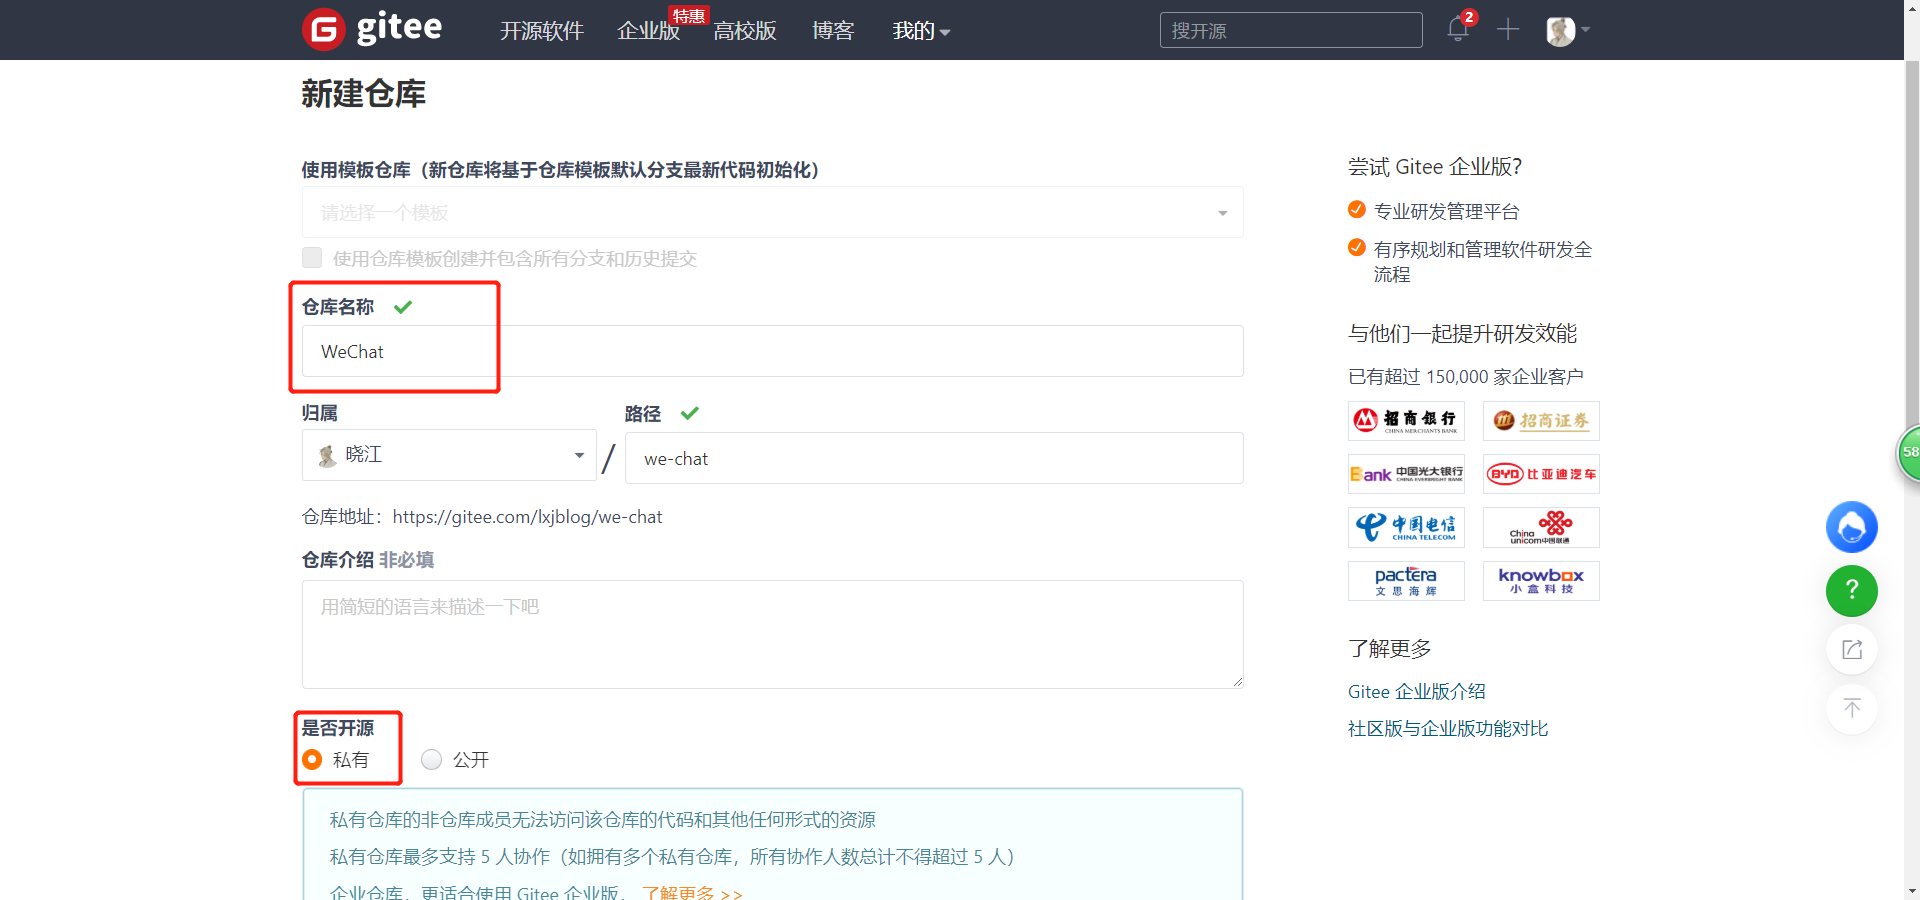 gitee
开源软件
企业版
特惠
高校版
博客
我的
搜开源
2
新建仓库
使用模板仓库（新仓库将基于仓库模板默认分支最新代码初始化）
请选择一个模板
使用仓库模板创建并包含所有分支和历史提交
仓库名称
WeChat
归属
路径
晓江
/
we-chat
仓库地址：https://gitee.com/lxjblog/we-chat
仓库介绍 非必填
用简短的语言来描述一下吧
是否开源
私有
公开
私有仓库的非仓库成员无法访问该仓库的代码和其他任何形式的资源
私有仓库最多支持 5 人协作（如拥有多个私有仓库，所有协作人数总计不得超过 5 人）
企业仓库，更适合使用 Gitee 企业版， 了解更多 >>
尝试 Gitee 企业版?
专业研发管理平台
有序规划和管理软件研发全
流程
与他们一起提升研发效能
已有超过 150,000 家企业客户
招商银行
CHINA MERCHANTS BANK
招商证券
Bank 中国光大银行
CHINA EVERBRIGHT BANK
BYD 比亚迪汽车
中国电信
CHINA TELECOM
China
unicom中国联通
pactera
文思海辉
knowbox
小盒科技
了解更多
Gitee 企业版介绍
社区版与企业版功能对比
58
?